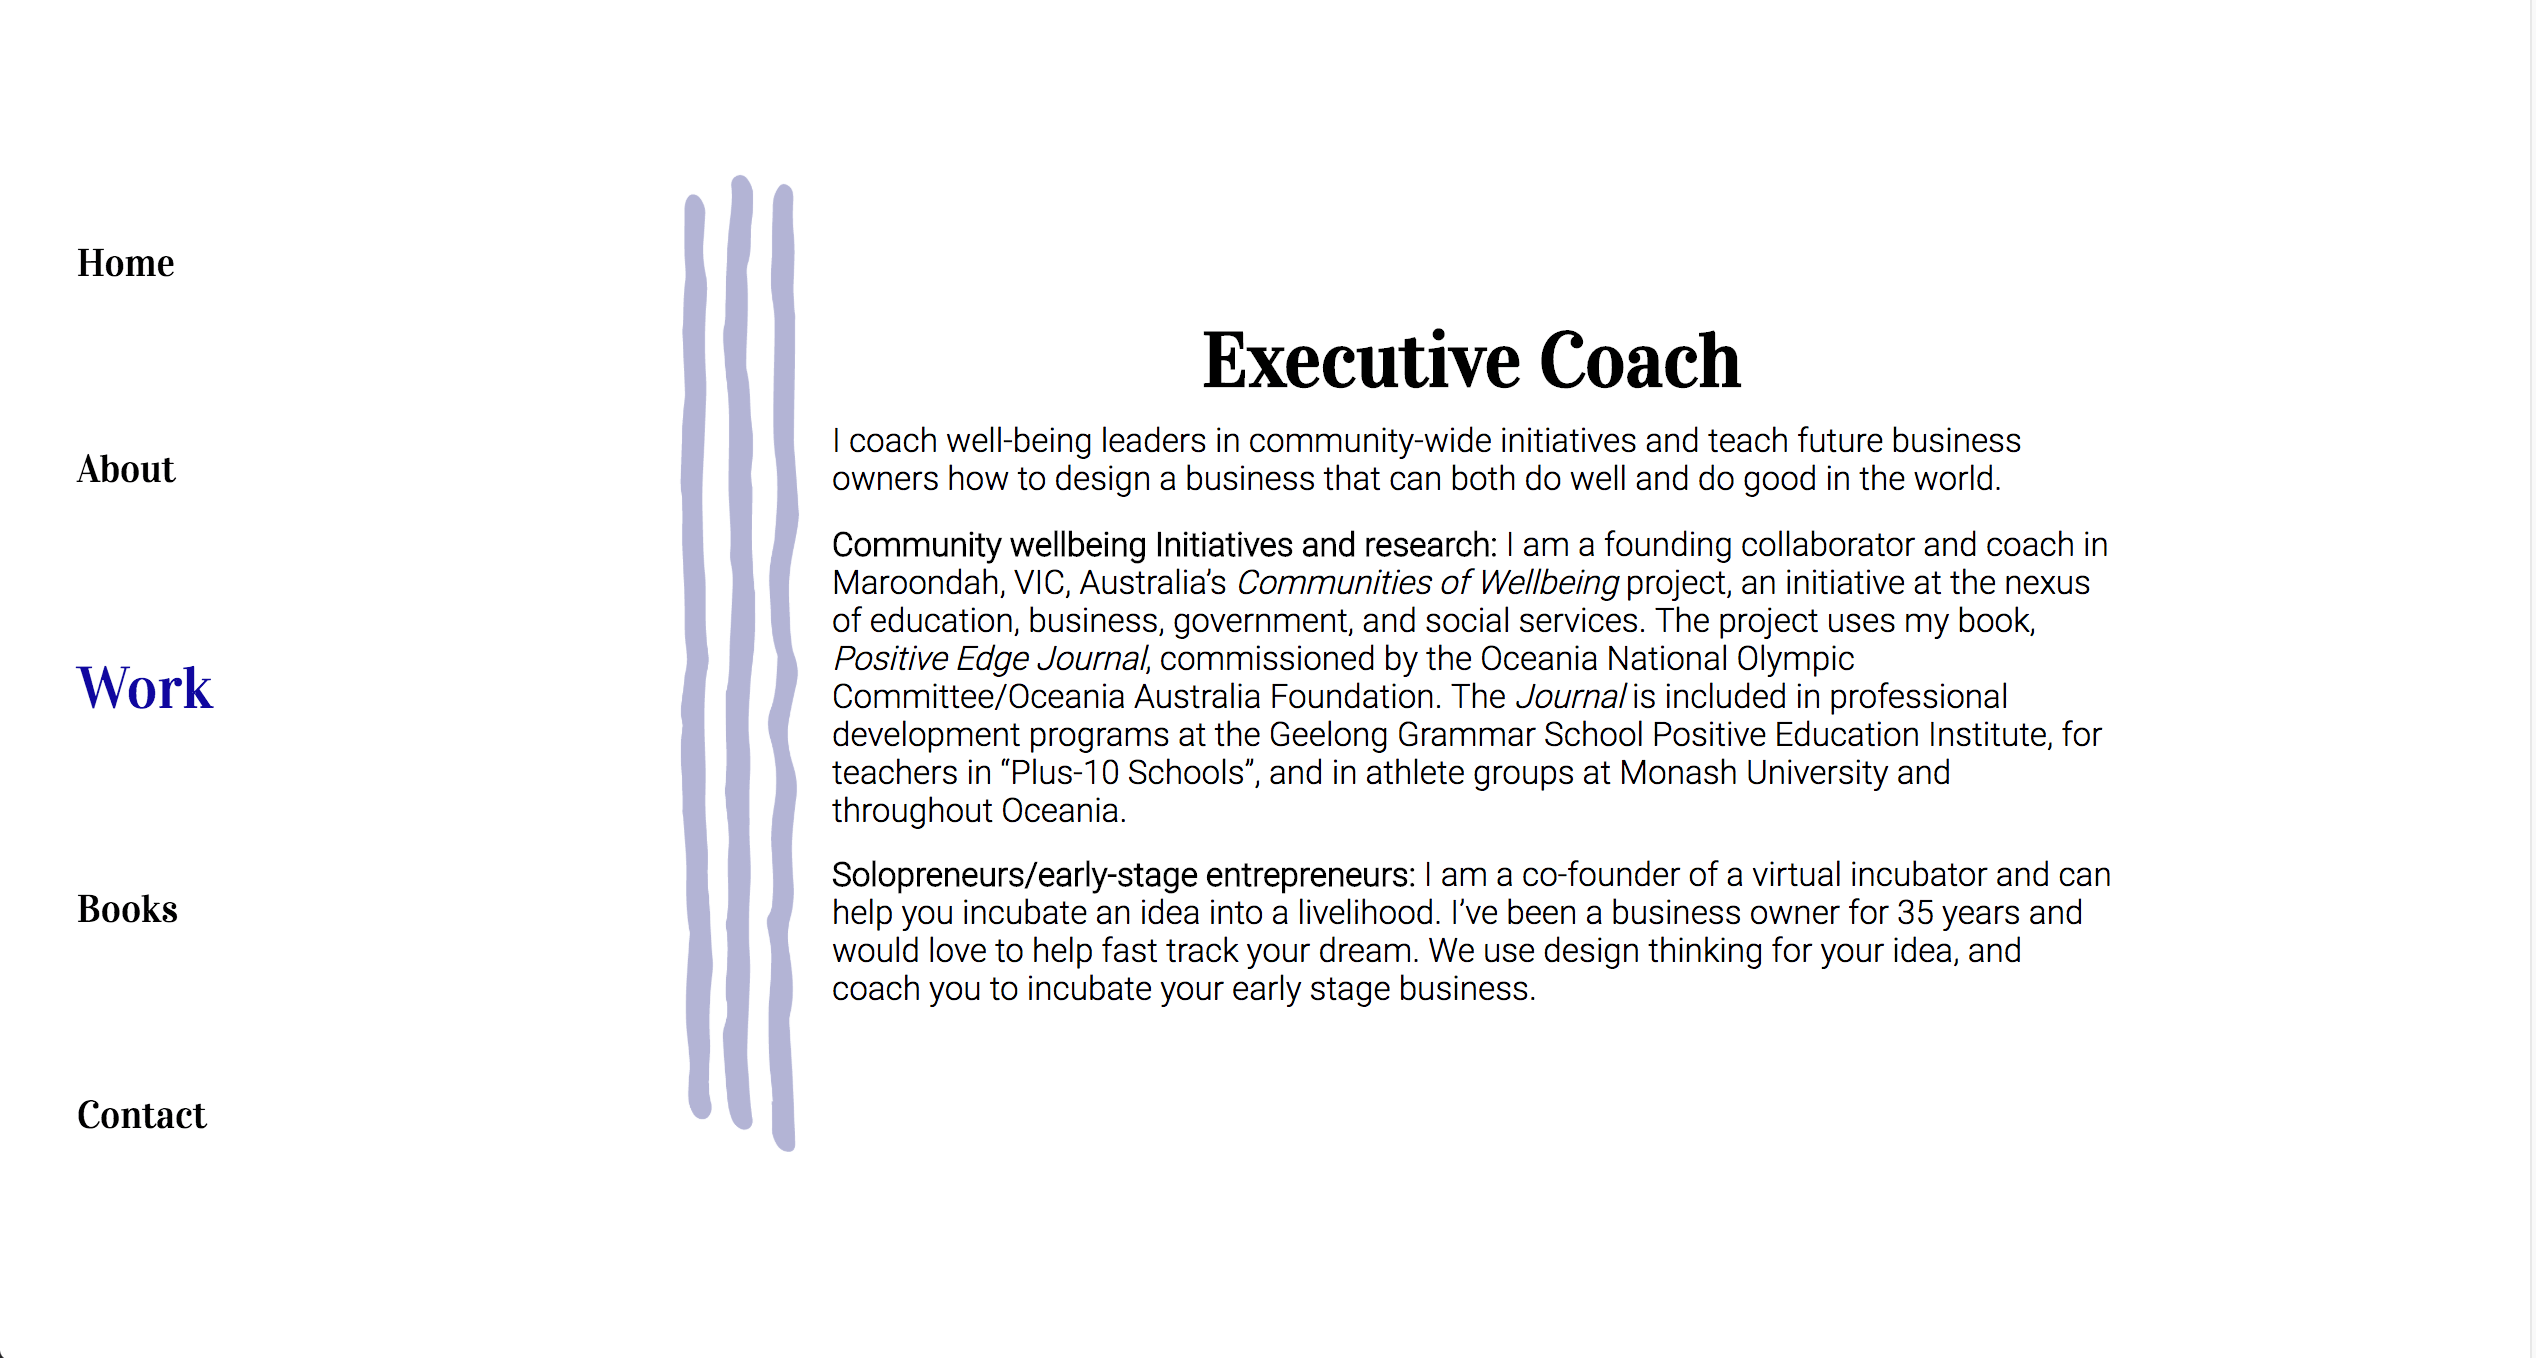 Home
About
Work
Books
Contact
Executive Coach
I coach well-being leaders in community-wide initiatives and teach future business
owners how to design a business that can both do well and do good in the world.
Community wellbeing Initiatives and research: I am a founding collaborator and coach in
Maroondah, VIC, Australia’s Communities of Wellbeing project, an initiative at the nexus
of education, business, government, and social services. The project uses my book,
Positive Edge Journal, commissioned by the Oceania National Olympic
Committee/Oceania Australia Foundation. The Journal is included in professional
development programs at the Geelong Grammar School Positive Education Institute, for
teachers in “Plus-10 Schools”, and in athlete groups at Monash University and
throughout Oceania.
Solopreneurs/early-stage entrepreneurs: I am a co-founder of a virtual incubator and can
help you incubate an idea into a livelihood. I’ve been a business owner for 35 years and
would love to help fast track your dream. We use design thinking for your idea, and
coach you to incubate your early stage business.